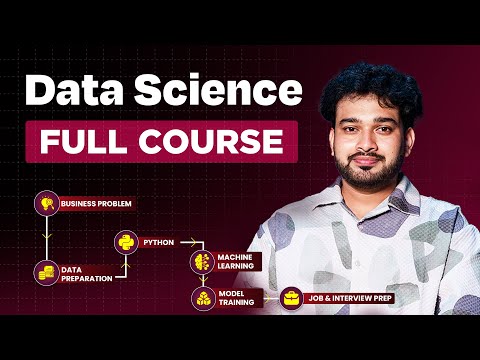 Data Science
FULL COURSE
BUSINESS PROBLEM
DATA
PREPARATION
PYTHON
MACHINE
LEARNING
MODEL
TRAINING
JOB & INTERVIEW PREP